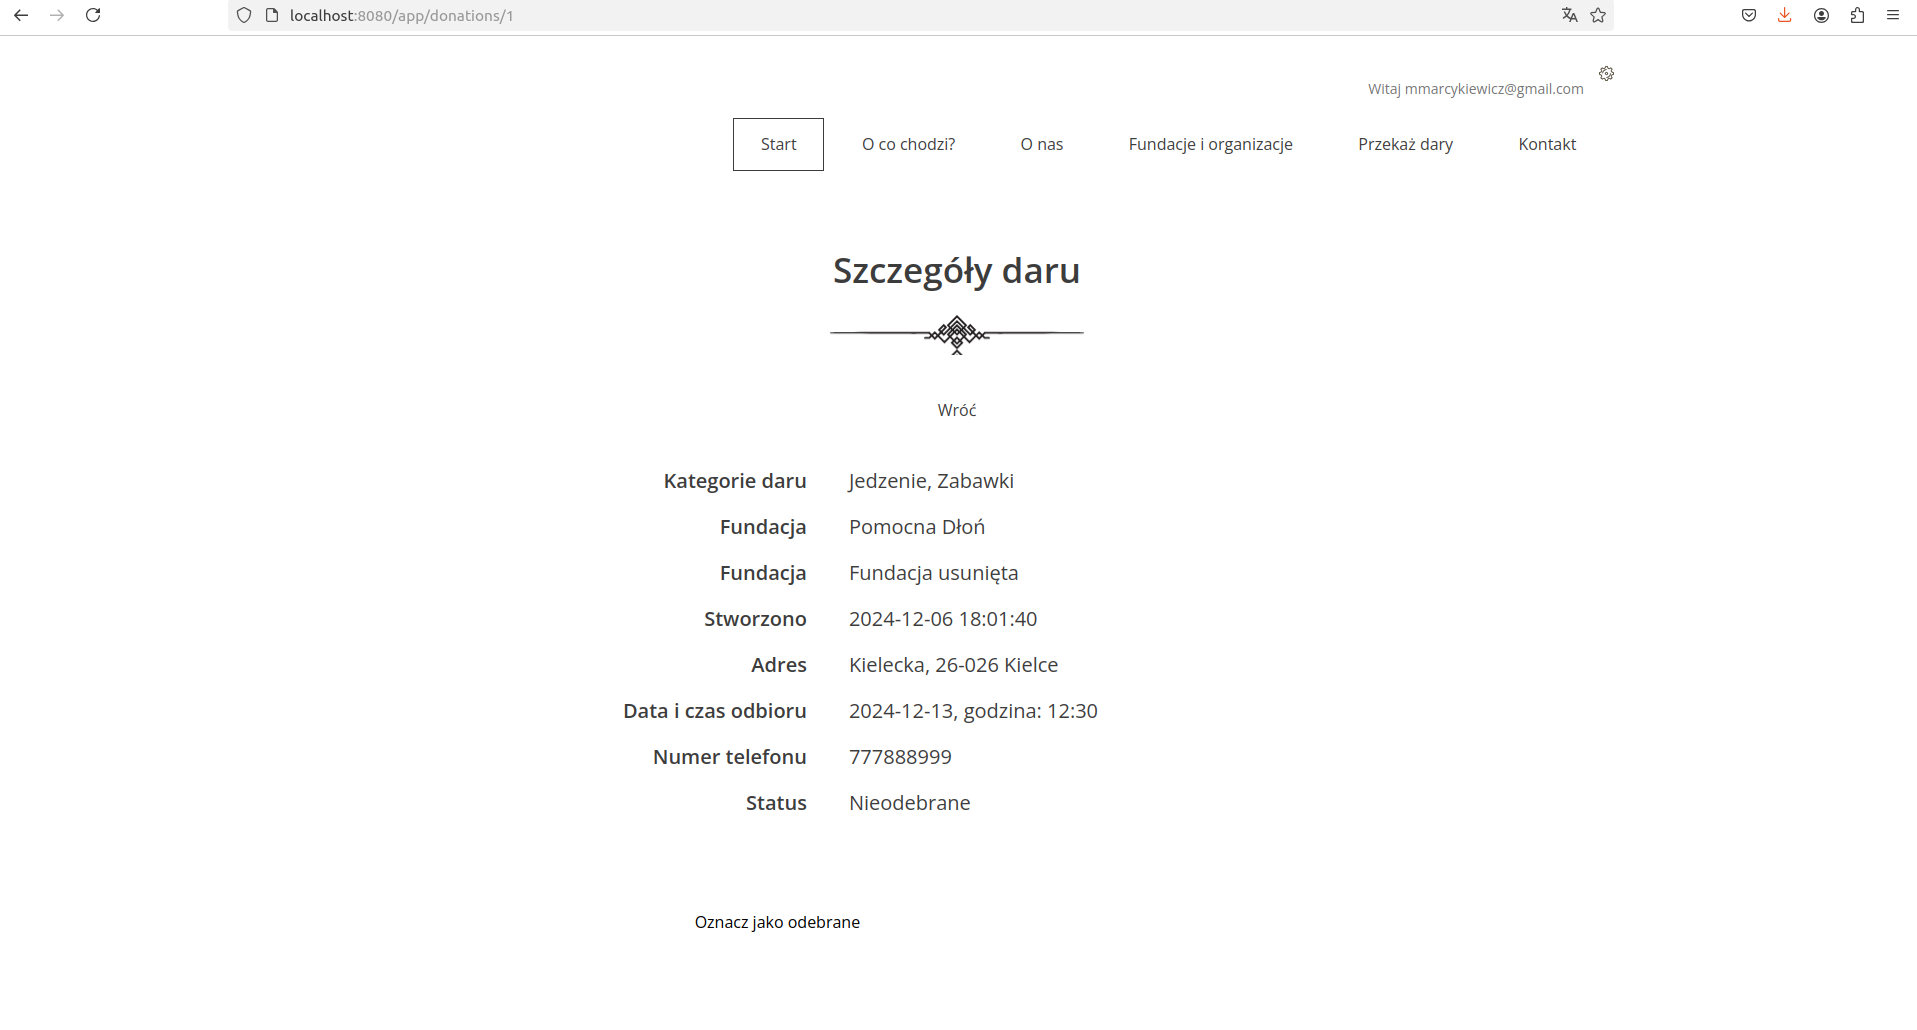 localhost:8080/app/donations/1
Witaj mmarcykiewicz@gmail.com
Start O co chodzi? O nas Fundacje i organizacje Przekaż dary Kontakt
Szczegóły daru
Wróć
Kategorie daru Jedzenie, Zabawki
Fundacja Pomocna Dłoń
Fundacja Fundacja usunięta
Stworzono 2024-12-06 18:01:40
Adres Kielecka, 26-026 Kielce
Data i czas odbioru 2024-12-13, godzina: 12:30
Numer telefonu 777888999
Status Nieodebrane
Oznacz jako odebrane